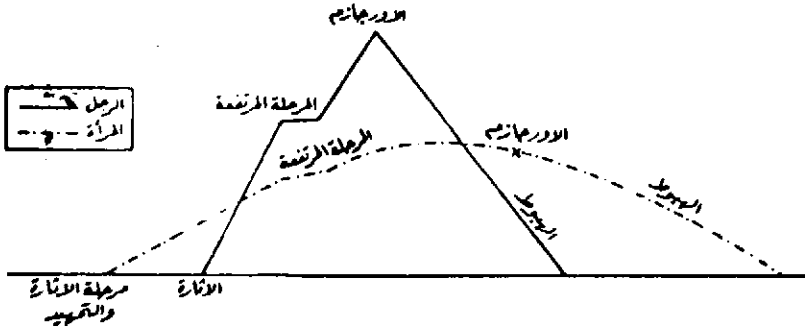 الاورجازم
الرجل
المرأة
المرحلة المرتفعة
المرحلة المرتفعة
الاورجازم
الهبوط
الهبوط
مرحلة الاثارة
والتمهيد
الاثارة